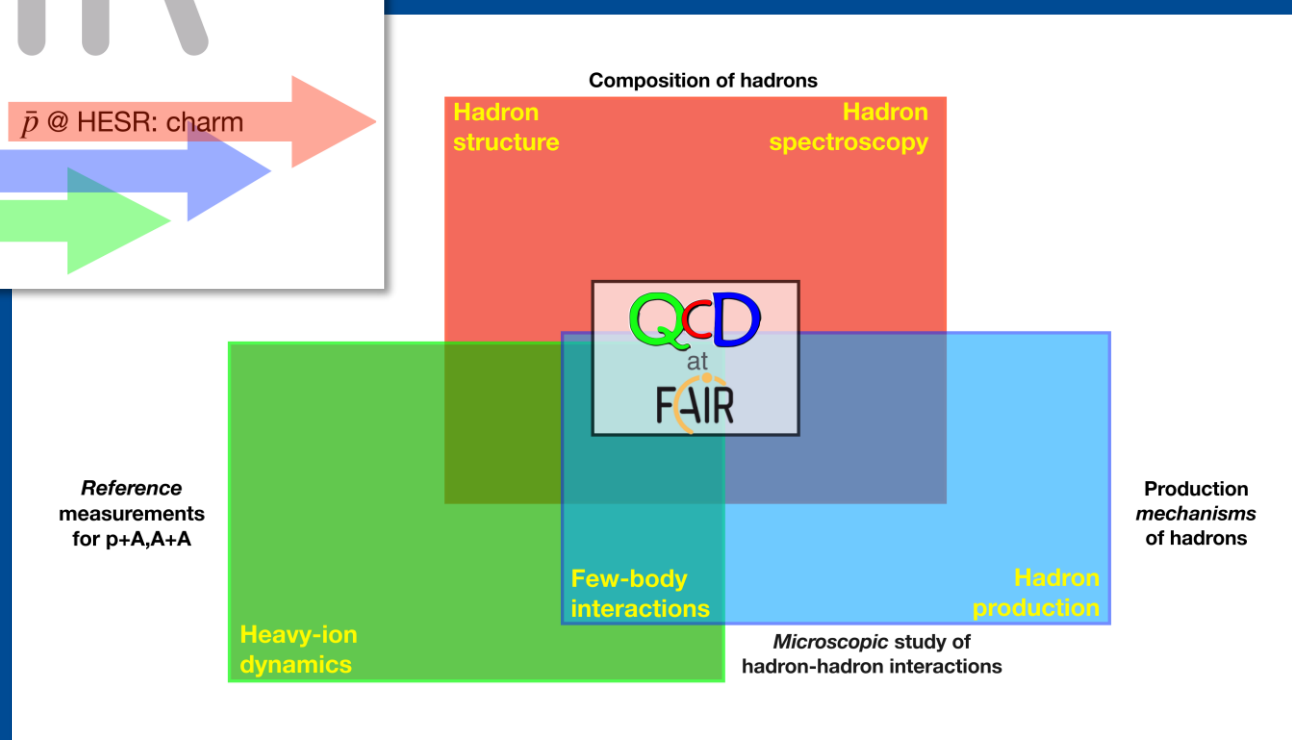 p̄ @ HESR: charm
Composition of hadrons
Hadron
structure
Hadron
spectroscopy
QCD
at
FAIR
Reference
measurements
for p+A,A+A
Production
mechanisms
of hadrons
Few-body
interactions
Hadron
production
Heavy-ion
dynamics
Microscopic study of
hadron-hadron interactions